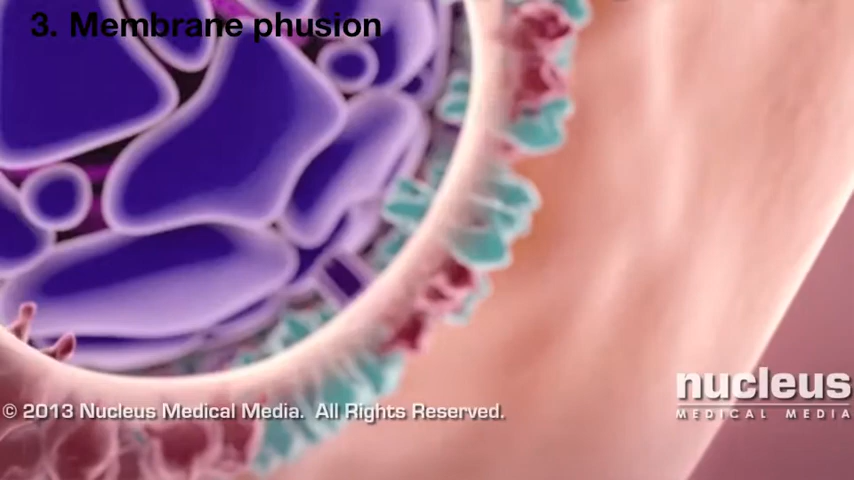 3. Membrane phusion
© 2013 Nucleus Medical Media. All Rights Reserved.
nucleus
MEDICAL MEDIA